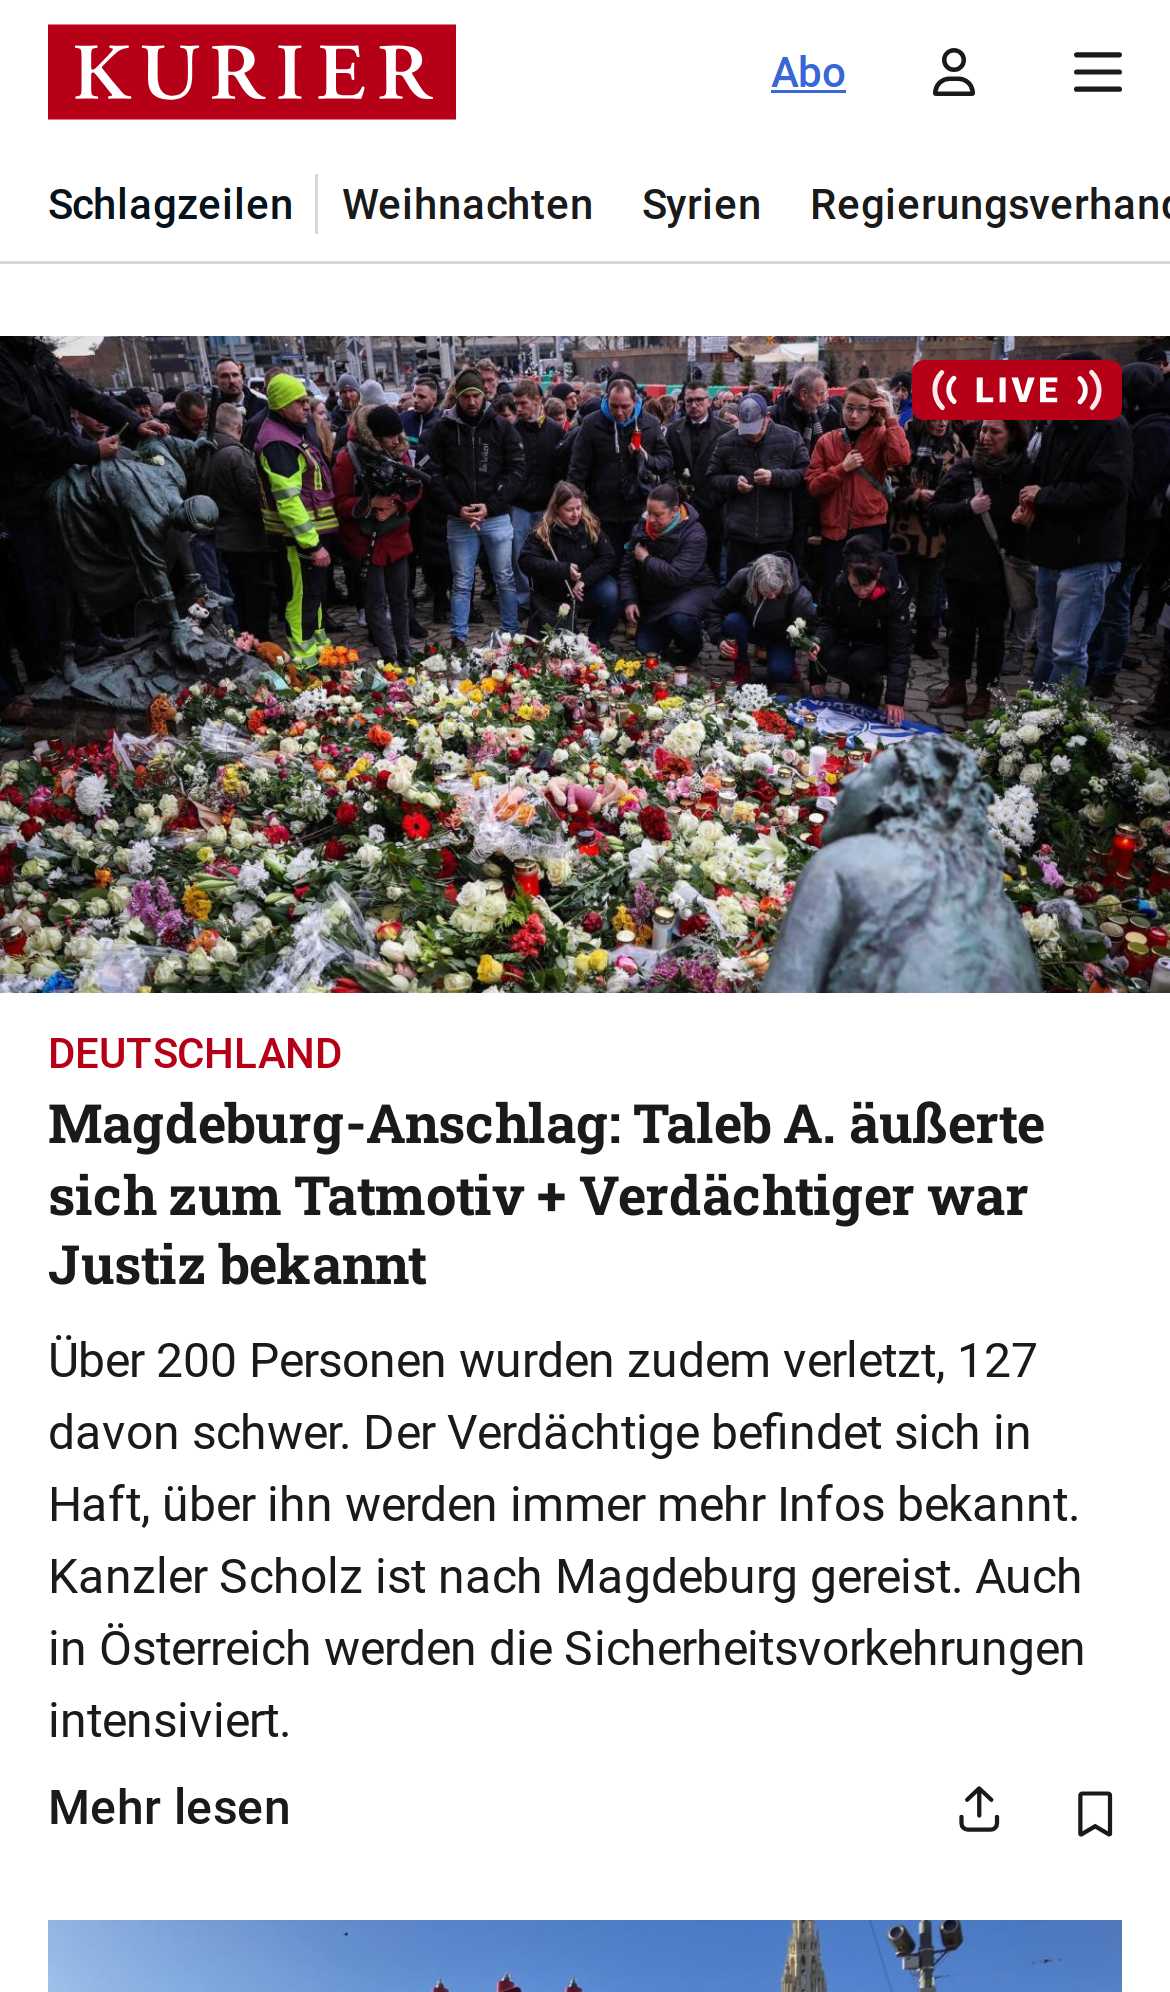 KURIER
Abo
Schlagzeilen
Weihnachten
Syrien
Regierungsverhand
LIVE
DEUTSCHLAND
Magdeburg-Anschlag: Taleb A. äußerte
sich zum Tatmotiv + Verdächtiger war
Justiz bekannt
Über 200 Personen wurden zudem verletzt, 127
davon schwer. Der Verdächtige befindet sich in
Haft, über ihn werden immer mehr Infos bekannt.
Kanzler Scholz ist nach Magdeburg gereist. Auch
in Österreich werden die Sicherheitsvorkehrungen
intensiviert.
Mehr lesen